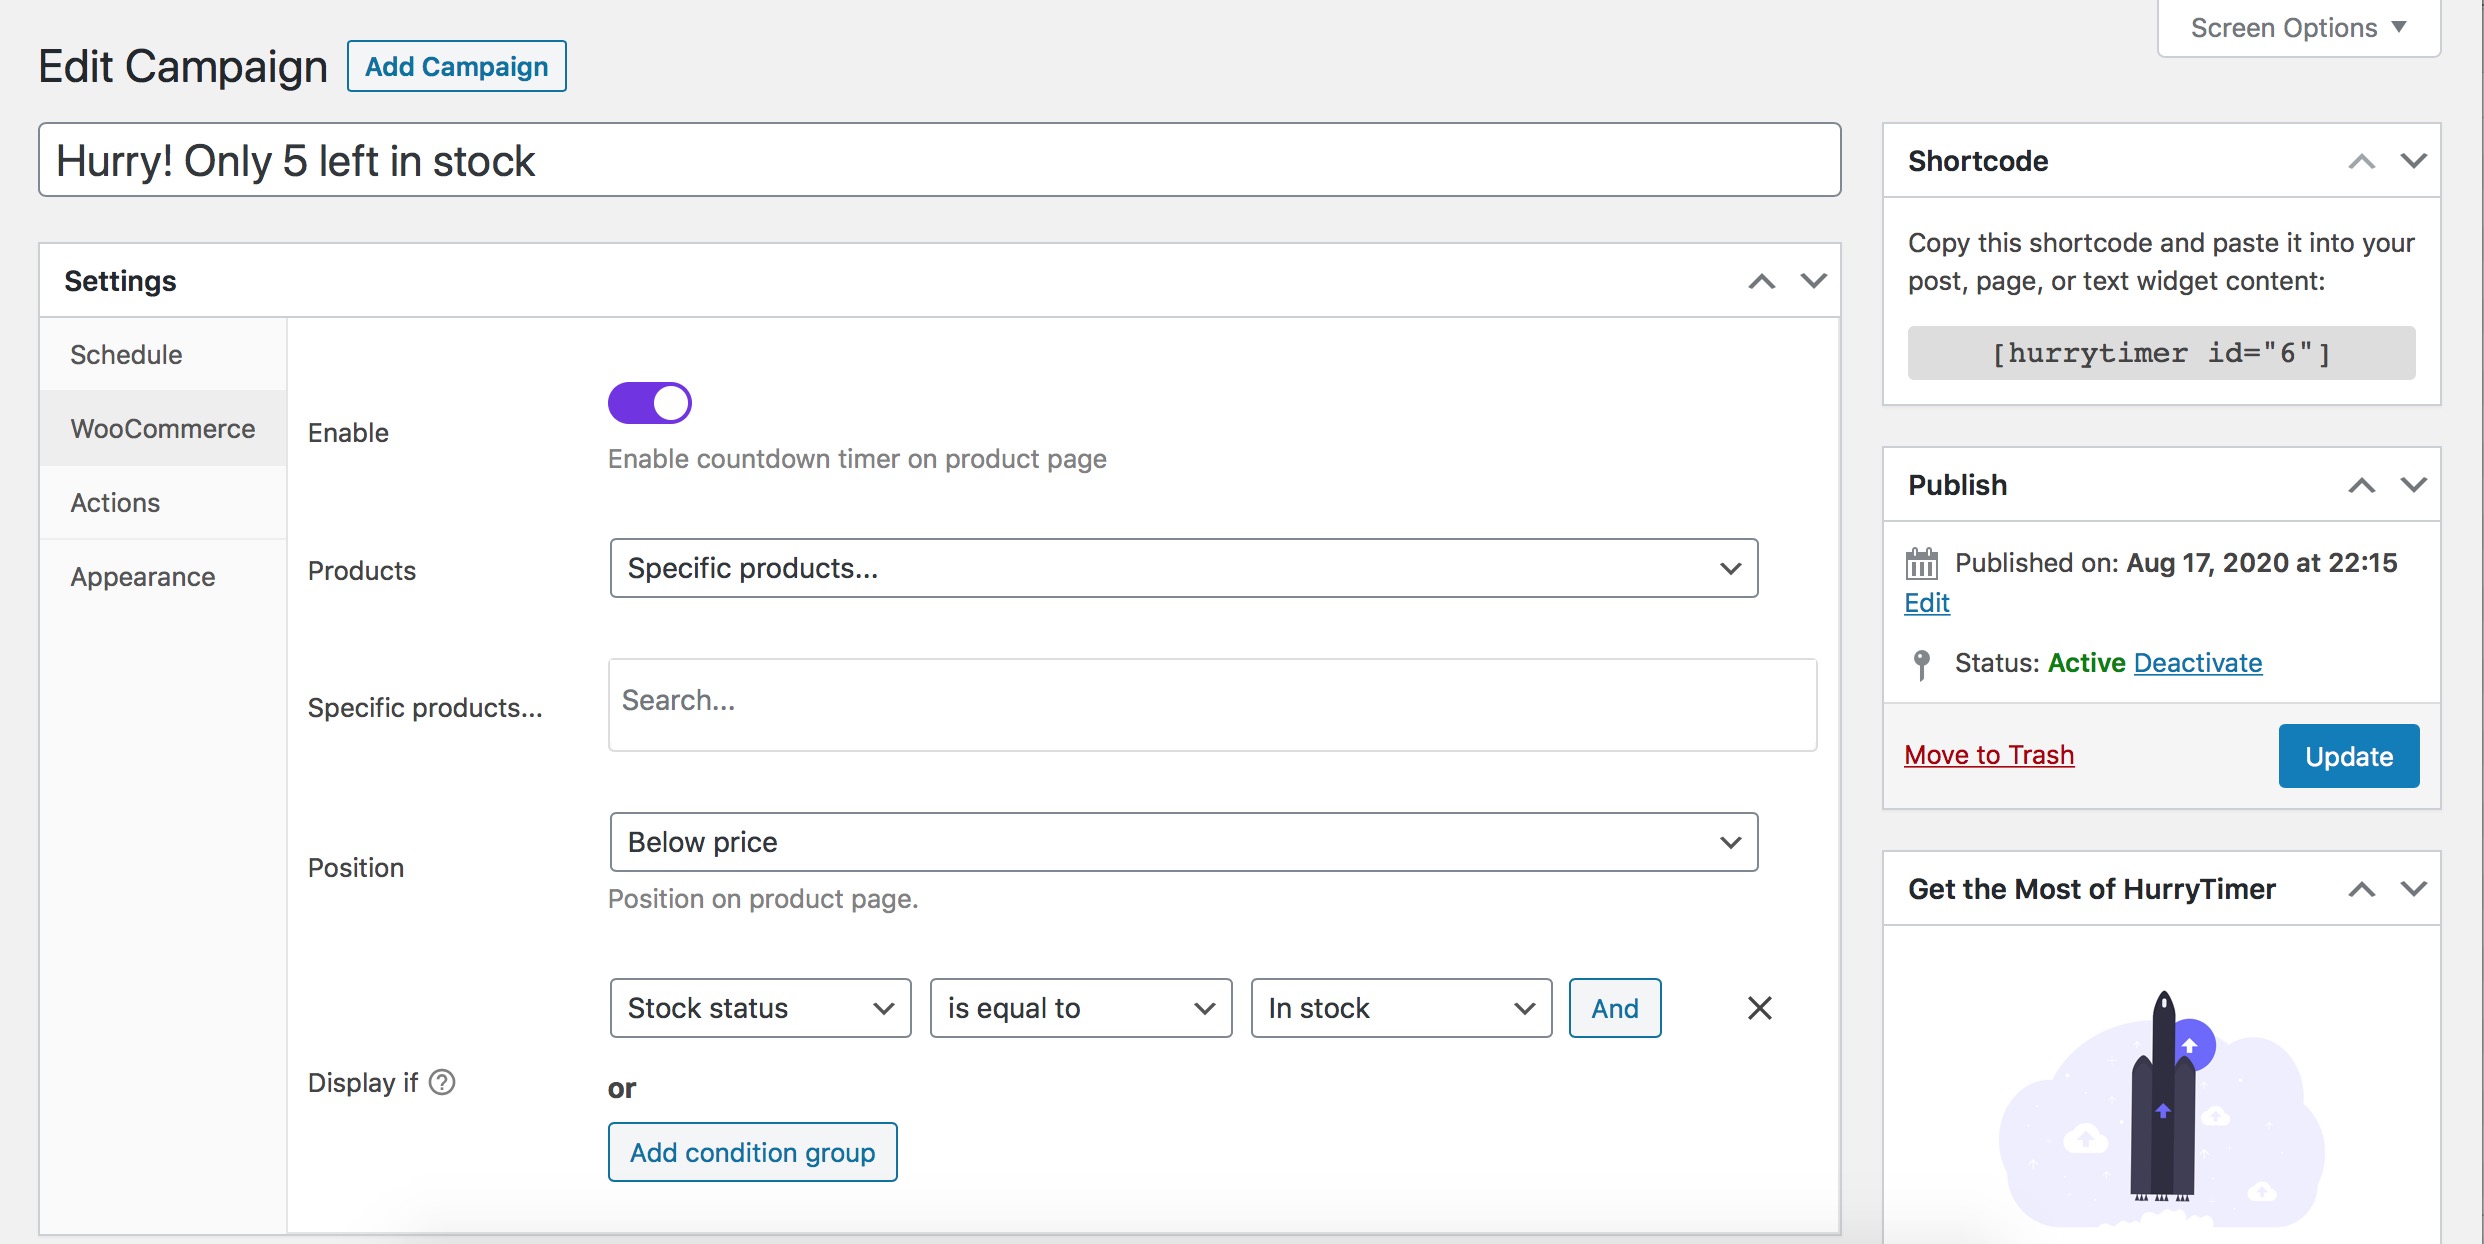 Screen Options
Edit Campaign
Add Campaign
Hurry! Only 5 left in stock
Settings
Schedule
WooCommerce
Actions
Appearance
Enable
Enable countdown timer on product page
Products
Specific products...
Specific products...
Search...
Position
Below price
Position on product page.
Stock status
is equal to
In stock
And
Display if ?
or
Add condition group
Shortcode
Copy this shortcode and paste it into your
post, page, or text widget content:
[hurrytimer id="6"]
Publish
Published on: Aug 17, 2020 at 22:15
Edit
Status: Active Deactivate
Move to Trash
Update
Get the Most of HurryTimer